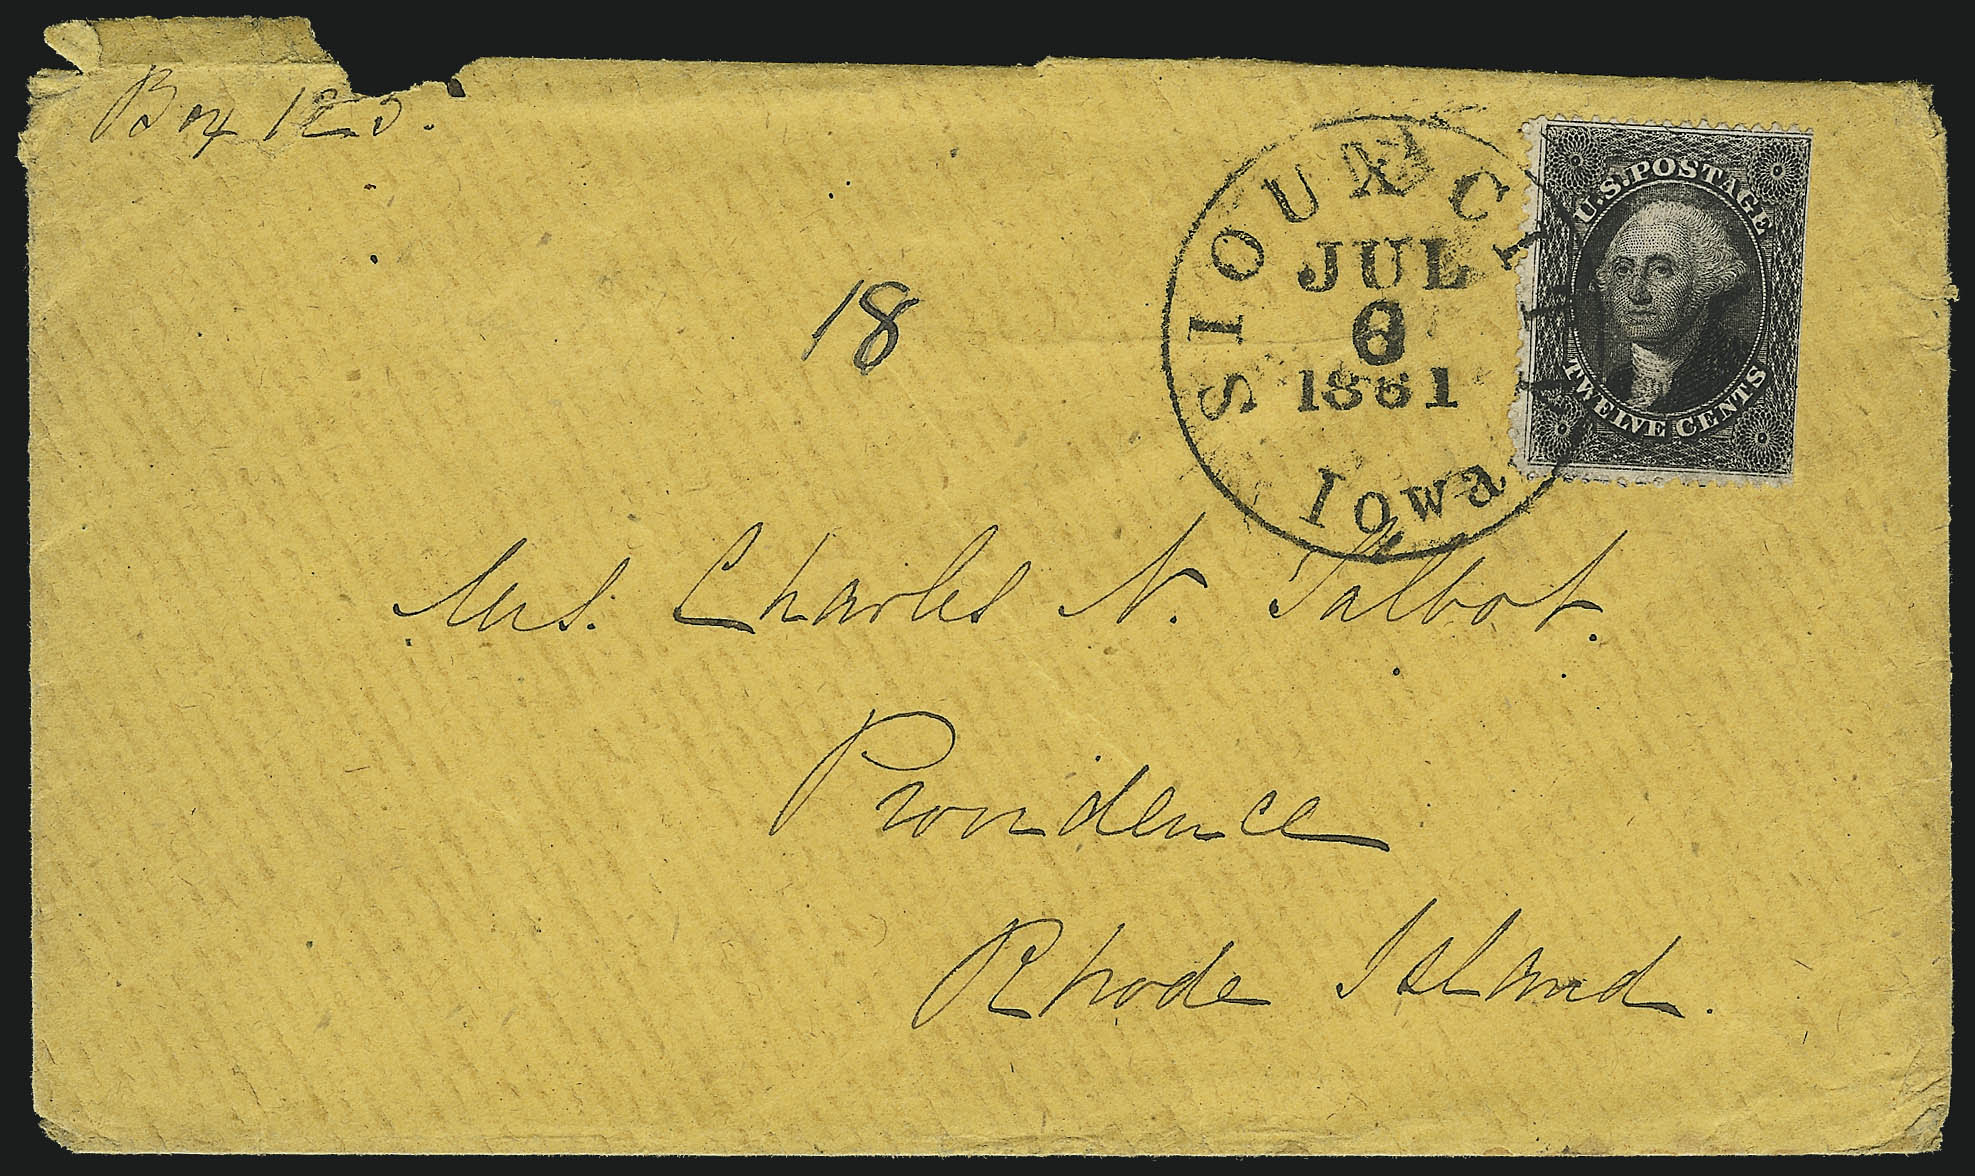 Box 125.
18
SIOUX CITY
JUL
6
1861
Iowa
U.S. POSTAGE
TWELVE CENTS
Mrs. Charles N. Talbot.
Providence
Rhode Island.